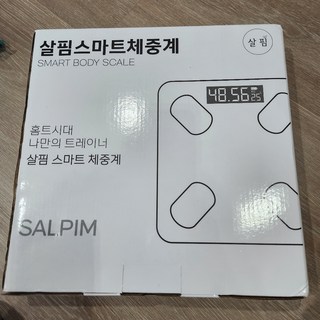 살핌스마트체중계
SMART BODY SCALE
살핌
48.56
25
홈트시대
나만의 트레이너
살핌 스마트 체중계
SALPIM